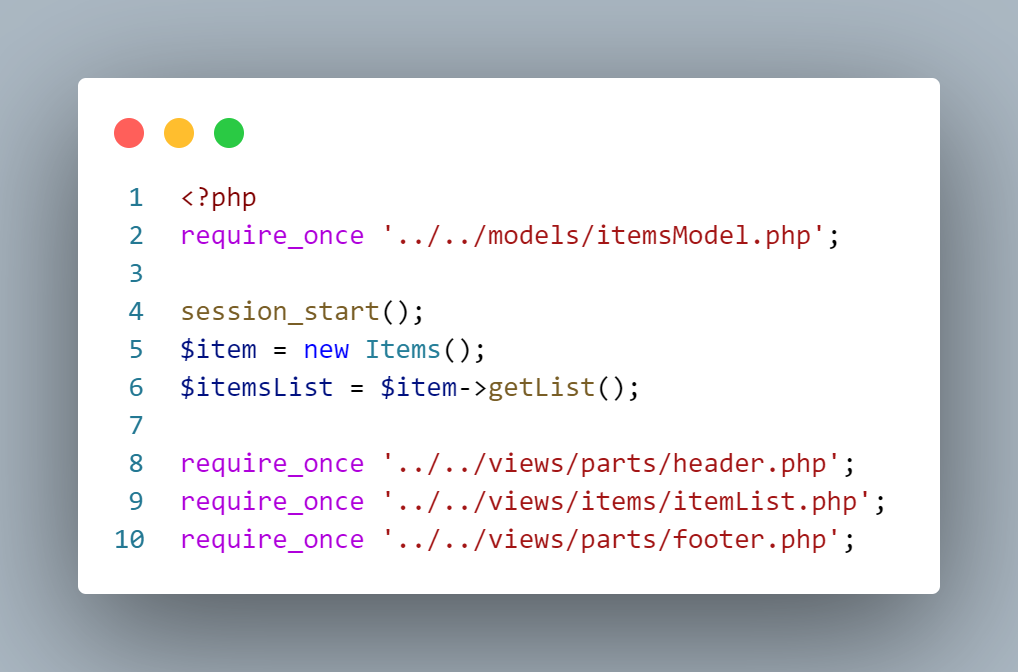 1 <?php
2 require_once '../../models/itemsModel.php';
3
4 session_start();
5 $item = new Items();
6 $itemsList = $item->getList();
7
8 require_once '../../views/parts/header.php';
9 require_once '../../views/items/itemList.php';
10 require_once '../../views/parts/footer.php';